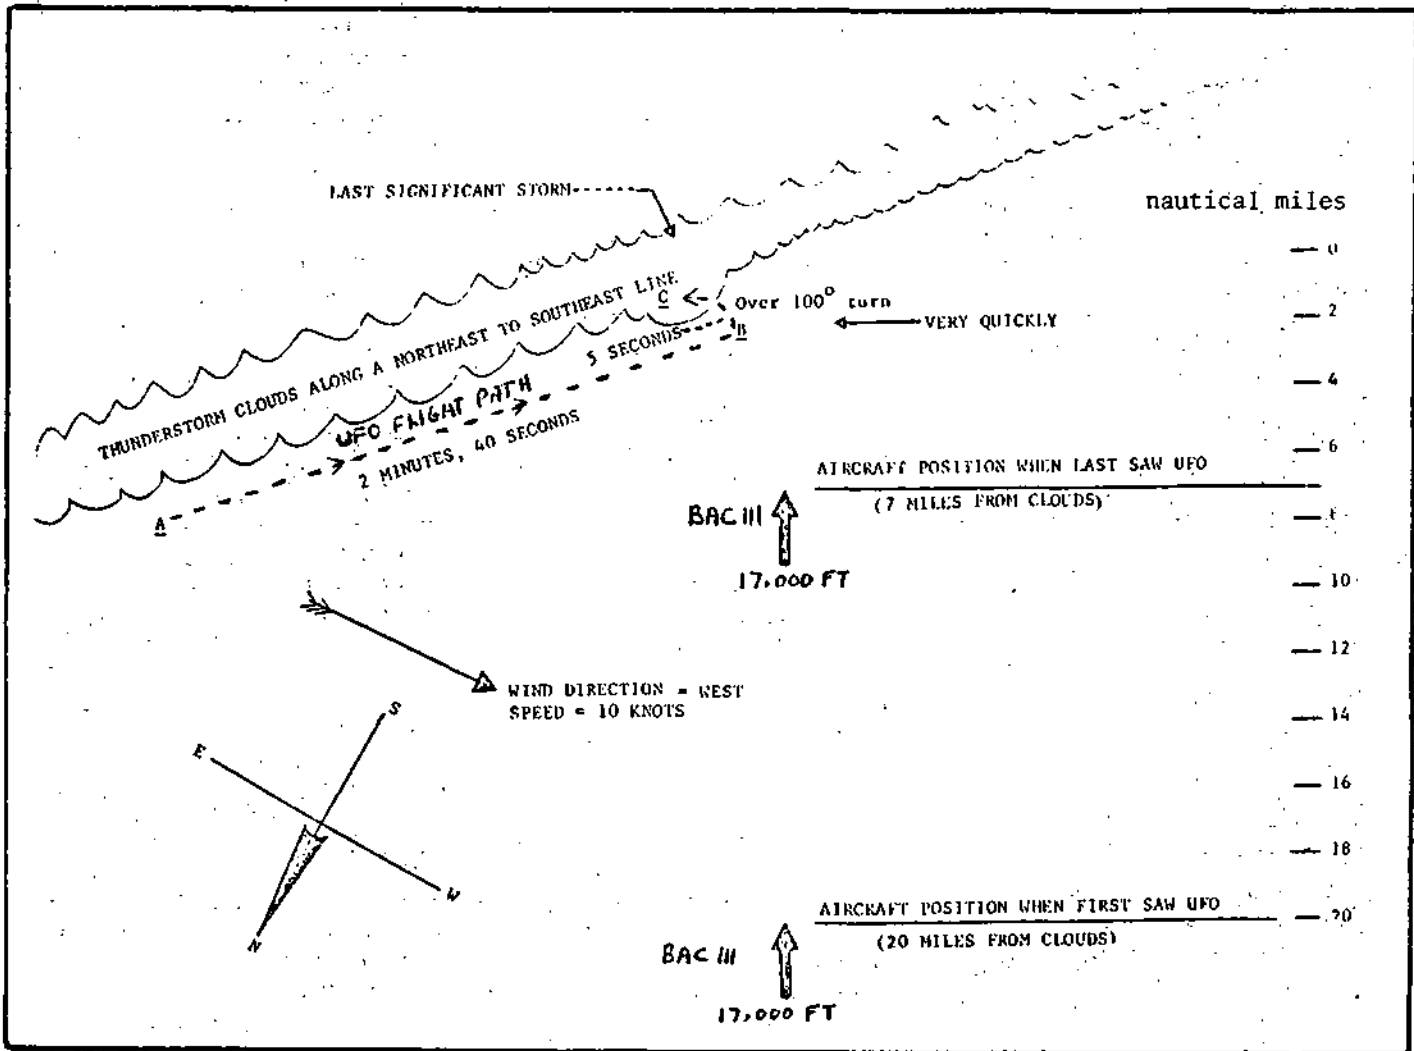 LAST SIGNIFICANT STORM
nautical miles
0
THUNDERSTORM CLOUDS ALONG A NORTHEAST TO SOUTHEAST LINE
C
Over 100° turn
2
VERY QUICKLY
B
5 SECONDS
4
UFO FLIGHT PATH
2 MINUTES, 40 SECONDS
6
AIRCRAFT POSITION WHEN LAST SAW UFO
(7 MILES FROM CLOUDS)
A
BAC 111
17,000 FT
10
12
WIND DIRECTION = WEST
SPEED = 10 KNOTS
S
14
E
16
18
W
AIRCRAFT POSITION WHEN FIRST SAW UFO
20
(20 MILES FROM CLOUDS)
N
BAC 111
17,000 FT